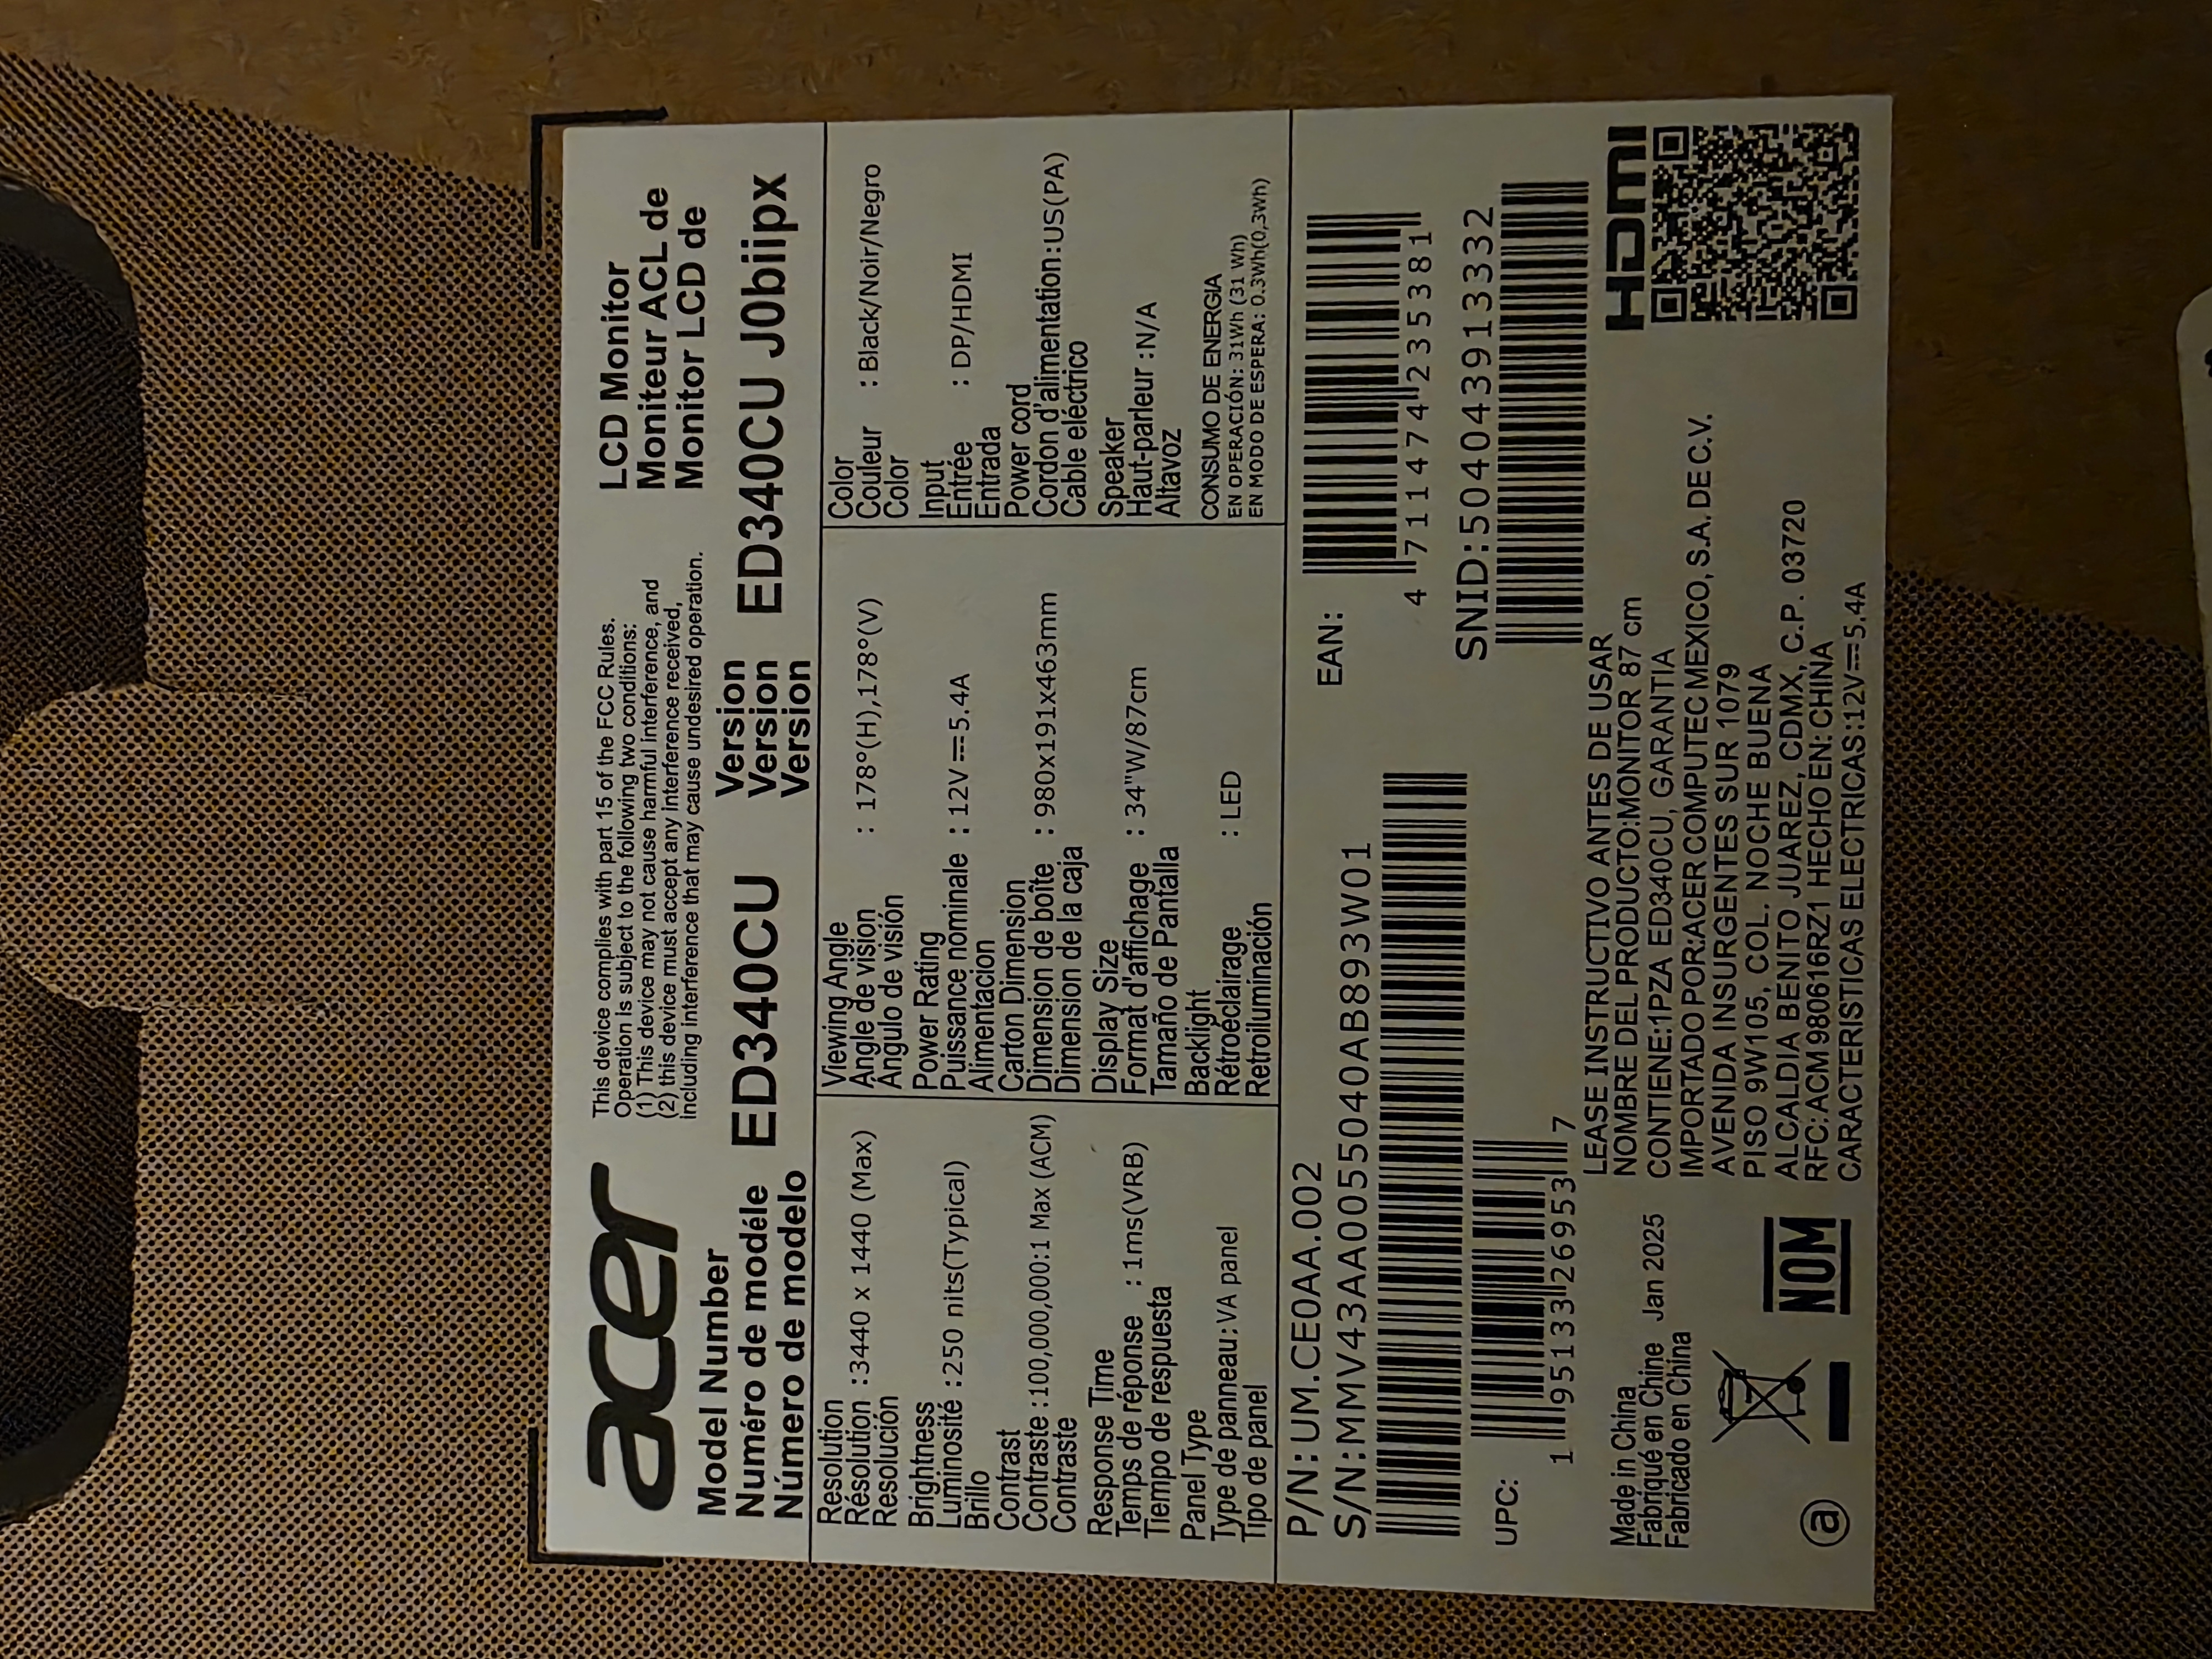 acer
This device complies with part 15 of the FCC Rules.
Operation is subject to the following two conditions:
(1) This device may not cause harmful interference, and
(2) this device must accept any interference received,
including interference that may cause undesired operation.
LCD Monitor
Moniteur ACL de
Monitor LCD de
Model Number
Numéro de modéle
Número de modelo
ED340CU
Version
Version
Version
ED340CU J0biipx
Resolution
Résolution :3440 x 1440 (Max)
Resolución
Brightness
Luminosité :250 nits(Typical)
Brillo
Contrast
Contraste :100,000,000:1 Max (ACM)
Contraste
Response Time
Temps de réponse : 1ms(VRB)
Tiempo de respuesta
Panel Type
Type de panneau:VA panel
Tipo de panel
Viewing Angle
Angle de vision : 178°(H),178°(V)
Angulo de visión
Power Rating
Puissance nominale : 12V⎓5.4A
Alimentacion
Carton Dimension
Dimension de boîte : 980x191x463mm
Dimension de la caja
Display Size
Format d'affichage : 34"W/87cm
Tamaño de Pantalla
Backlight
Rétroéclairage : LED
Retroiluminación
Color
Couleur : Black/Noir/Negro
Color
Input
Entrée : DP/HDMI
Entrada
Power cord
Cordon d'alimentation:US(PA)
Cable eléctrico
Speaker
Haut-parleur :N/A
Altavoz
CONSUMO DE ENERGIA
EN OPERACIÓN: 31Wh (31 Wh)
EN MODO DE ESPERA: 0.3Wh(0,3Wh)
P/N:UM.CE0AA.002
S/N:MMV43AA0055040AB893W01
EAN:
4 711474 235381
SNID:50404391332
UPC:
1 95133 26953 7
HDMI
Made in China
Fabriqué en Chine Jan 2025
Fabricado en China
a
NOM
LEASE INSTRUCTIVO ANTES DE USAR
NOMBRE DEL PRODUCTO:MONITOR 87 cm
CONTIENE:1PZA ED340CU, GARANTIA
IMPORTADO POR:ACER COMPUTEC MEXICO, S.A. DE C.V.
AVENIDA INSURGENTES SUR 1079
PISO 9W105, COL. NOCHE BUENA
ALCALDIA BENITO JUAREZ, CDMX, C.P. 03720
RFC:ACM980616RZ1 HECHO EN: CHINA
CARACTERISTICAS ELECTRICAS:12V⎓5.4A